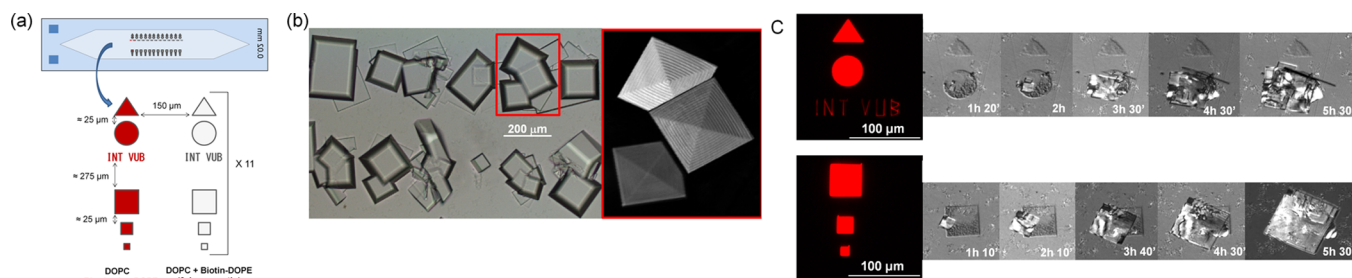 (a)
mm S0.0
150 µm
≈ 25 µm
INT VUB
INT VUB
X 11
≈ 275 µm
≈ 25 µm
DOPC
DOPC + Biotin-DOPE
(b)
200 µm
C
INT VUB
100 µm
1h 20'
2h
3h 30'
4h 30'
5h 30
100 µm
1h 10'
2h 10'
3h 40'
4h 30'
5h 30